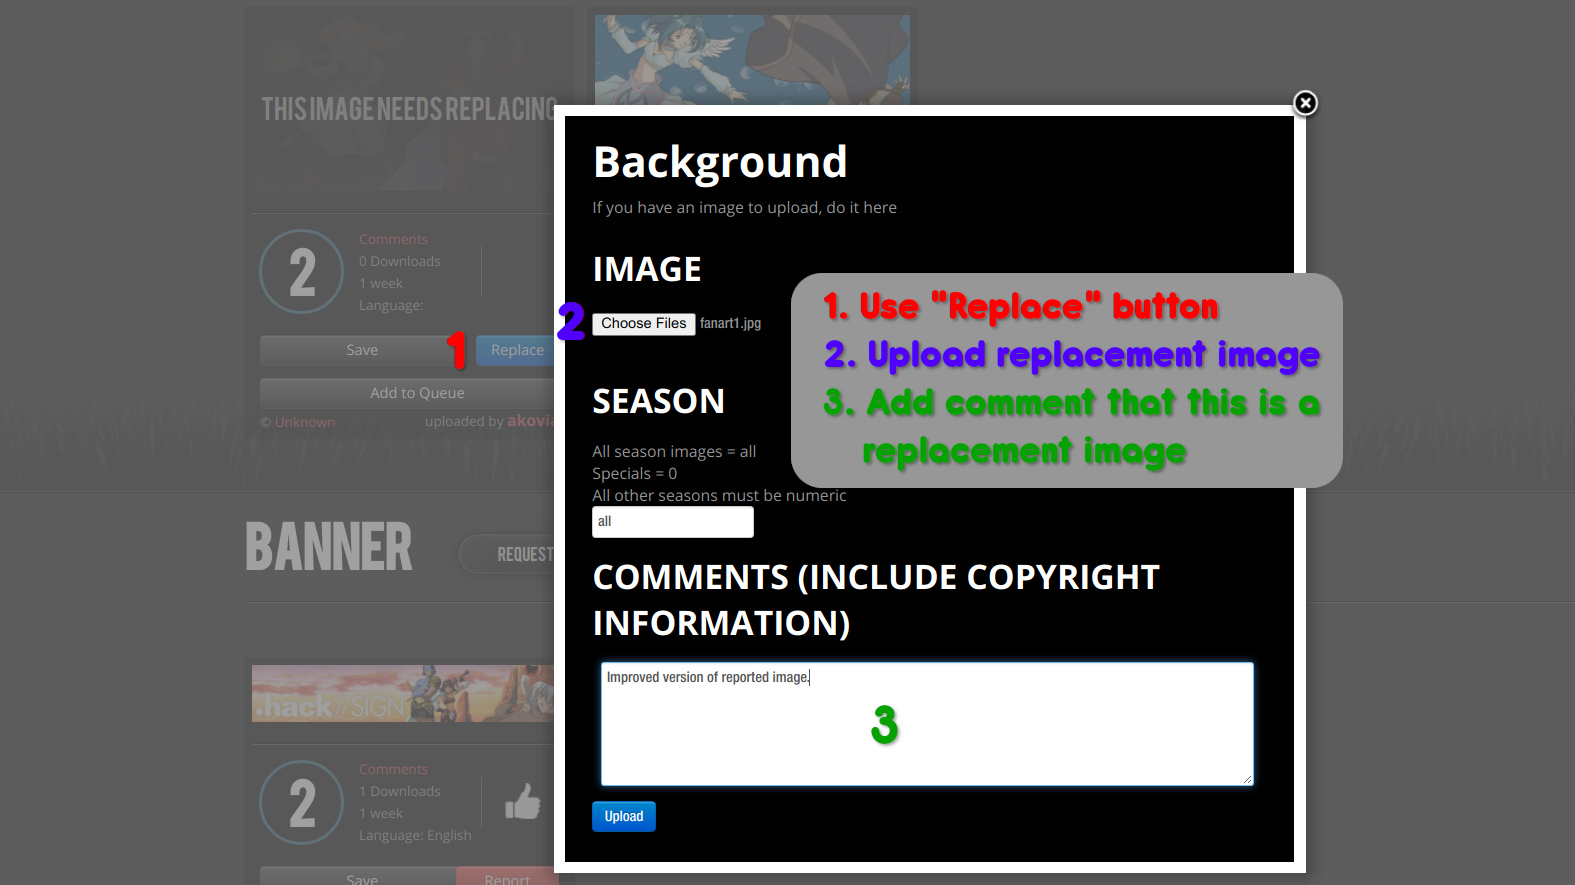 THIS IMAGE NEEDS REPLACING
2
Comments
0 Downloads
1 week
Language:
Save
1
Replace
Add to Queue
© Unknown
uploaded by akovia
BANNER
REQUEST
.hack//SIGN
2
Comments
1 Downloads
1 week
Language: English
Save
Report
Background
If you have an image to upload, do it here
IMAGE
2
Choose Files fanart1.jpg
SEASON
All season images = all
Specials = 0
All other seasons must be numeric
all
COMMENTS (INCLUDE COPYRIGHT
INFORMATION)
Improved version of reported image.
3
Upload
1. Use "Replace" button
2. Upload replacement image
3. Add comment that this is a
replacement image